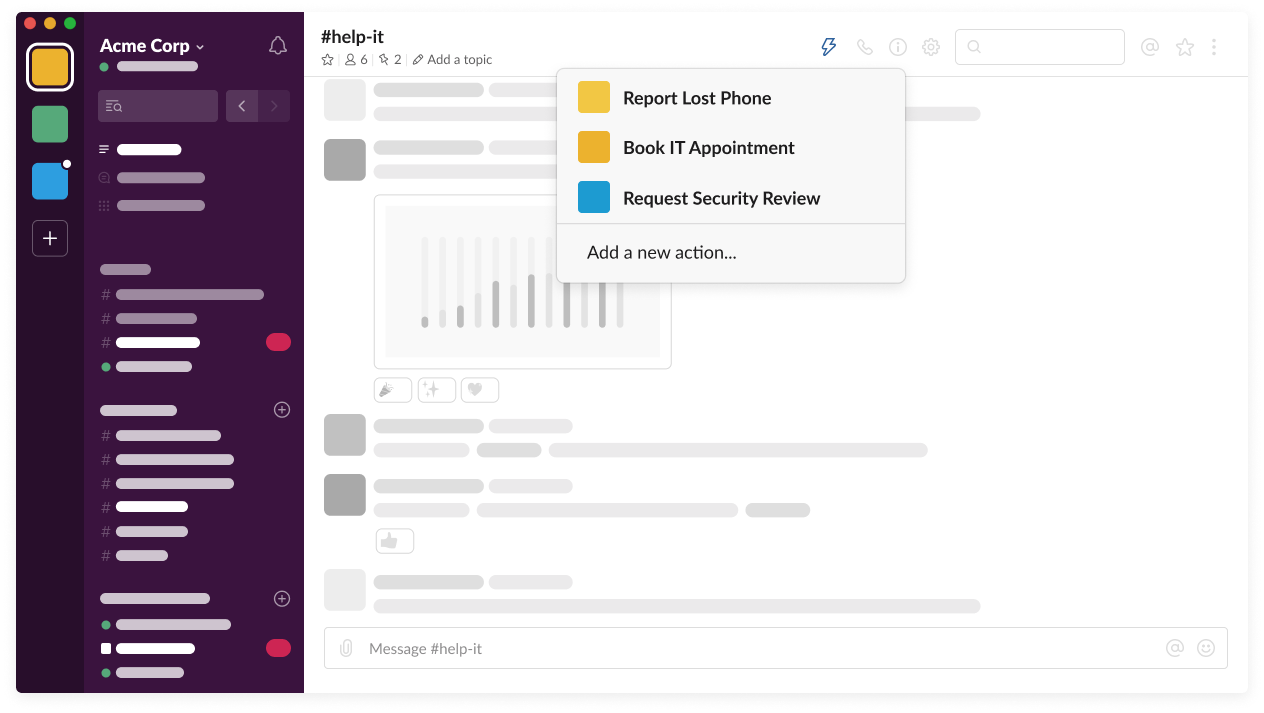 Acme Corp
#help-it
6
2
Add a topic
Report Lost Phone
Book IT Appointment
Request Security Review
Add a new action...
Message #help-it